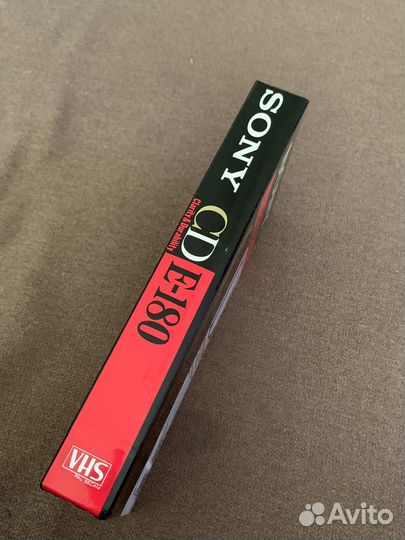 SONY
CD
Clarity & Durability
E-180
VHS
PAL SECAM
Avito